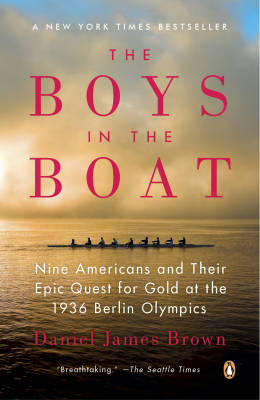 A NEW YORK TIMES BESTSELLER
THE
BOYS
IN THE
BOAT
Nine Americans and Their
Epic Quest for Gold at the
1936 Berlin Olympics
Daniel James Brown
"Breathtaking." —The Seattle Times